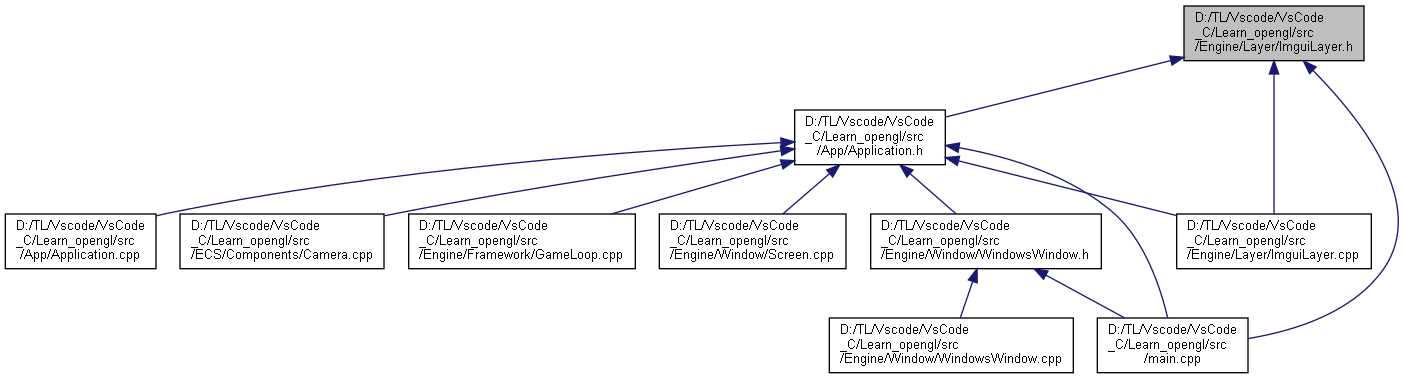 D:/TL/Vscode/VsCode
_C/Learn_opengl/src
/Engine/Layer/ImguiLayer.h
D:/TL/Vscode/VsCode
_C/Learn_opengl/src
/App/Application.h
D:/TL/Vscode/VsCode
_C/Learn_opengl/src
/App/Application.cpp
D:/TL/Vscode/VsCode
_C/Learn_opengl/src
/ECS/Components/Camera.cpp
D:/TL/Vscode/VsCode
_C/Learn_opengl/src
/Engine/Framework/GameLoop.cpp
D:/TL/Vscode/VsCode
_C/Learn_opengl/src
/Engine/Window/Screen.cpp
D:/TL/Vscode/VsCode
_C/Learn_opengl/src
/Engine/Window/WindowsWindow.h
D:/TL/Vscode/VsCode
_C/Learn_opengl/src
/Engine/Layer/ImguiLayer.cpp
D:/TL/Vscode/VsCode
_C/Learn_opengl/src
/Engine/Window/WindowsWindow.cpp
D:/TL/Vscode/VsCode
_C/Learn_opengl/src
/main.cpp